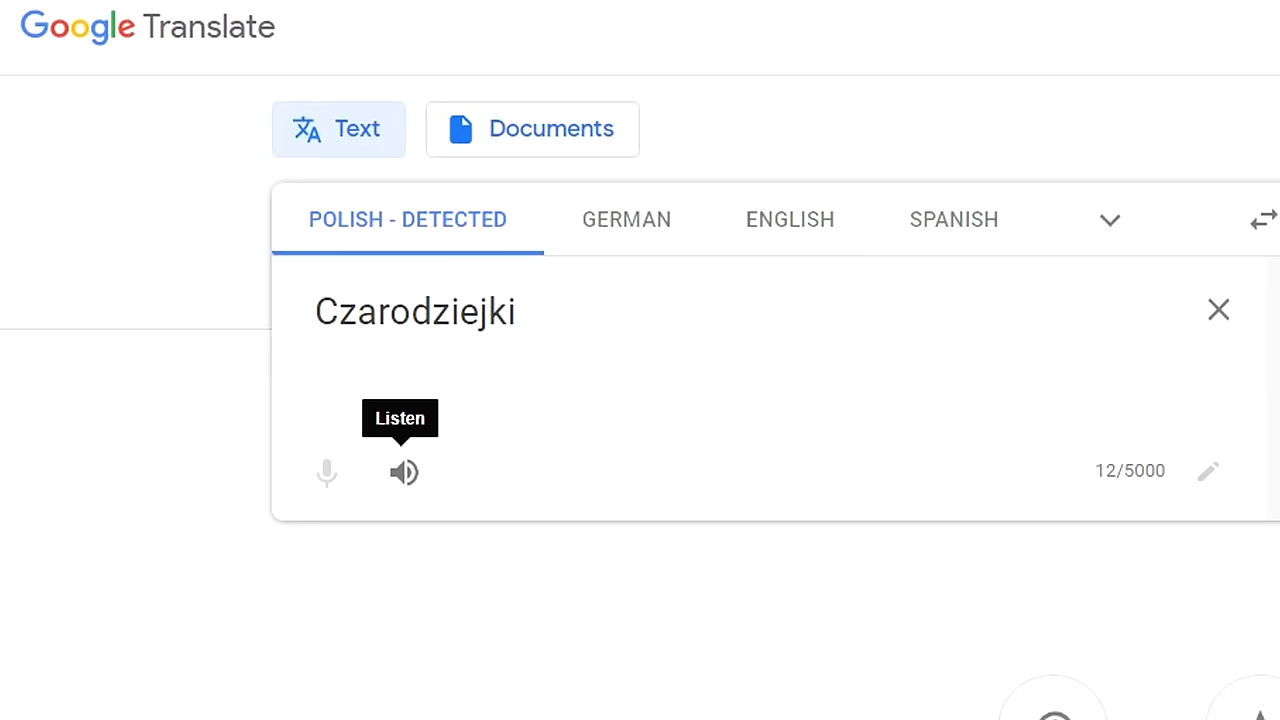 Google Translate
Text
Documents
POLISH - DETECTED
GERMAN
ENGLISH
SPANISH
Czarodziejki
Listen
12/5000